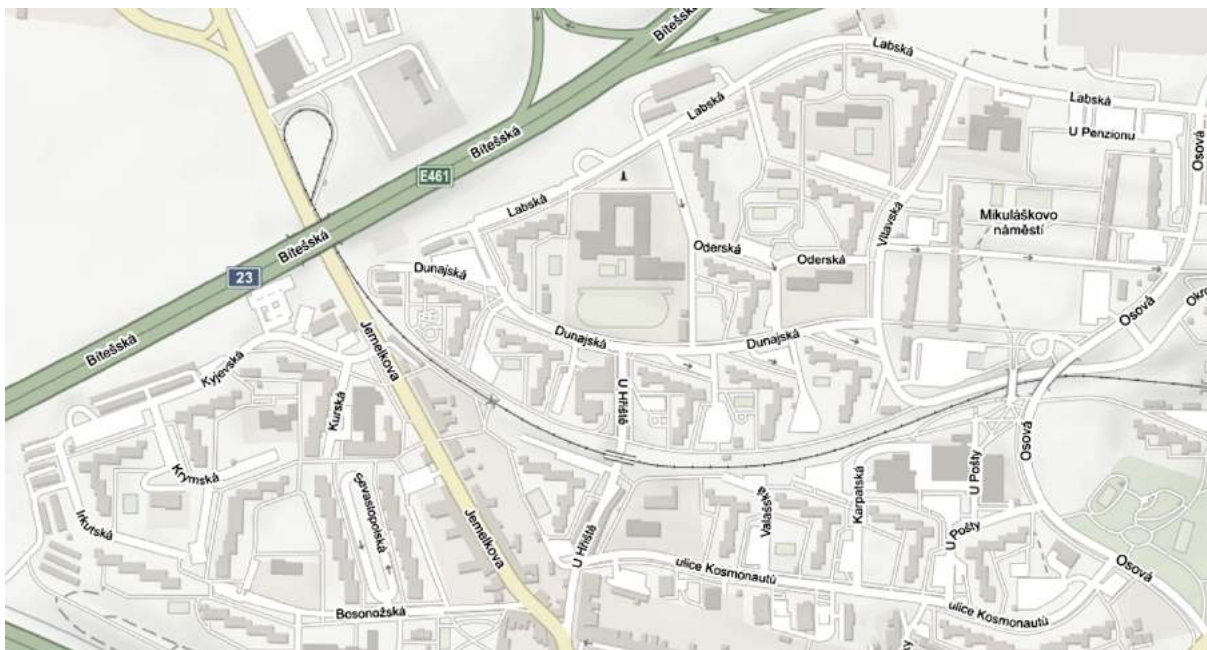 Bítešská
Labská
Labská
Labská
U Penzionu
Osová
Bítešská
E461
Labská
Mikuláškovo
náměstí
Vltavská
Bítešská
Oderská
Oderská
23
Dunajská
Osová
Dunajská
Dunajská
Bítešská
Jemelkova
Kyjevská
Kurská
U Hřiště
Osová
U Pošty
Krymská
Sevastopolská
Karpatská
Valašská
Irkutská
Jemelkova
U Pošty
U Hřiště
ulice Kosmonautů
Osová
Bosonožská
ulice Kosmonautů